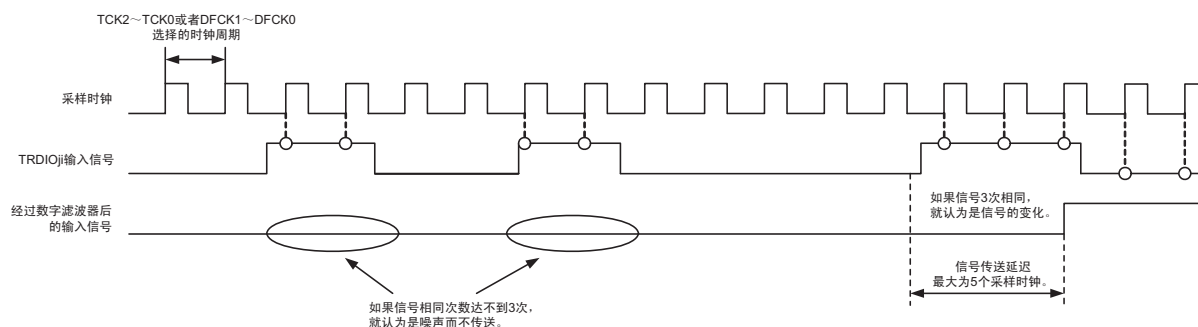 TCK2～TCK0或者DFCK1～DFCK0
选择的时钟周期
采样时钟
TRDIOji输入信号
经过数字滤波器后
的输入信号
如果信号3次相同，
就认为是信号的变化。
信号传送延迟
最大为5个采样时钟。
如果信号相同次数达不到3次，
就认为是噪声而不传送。